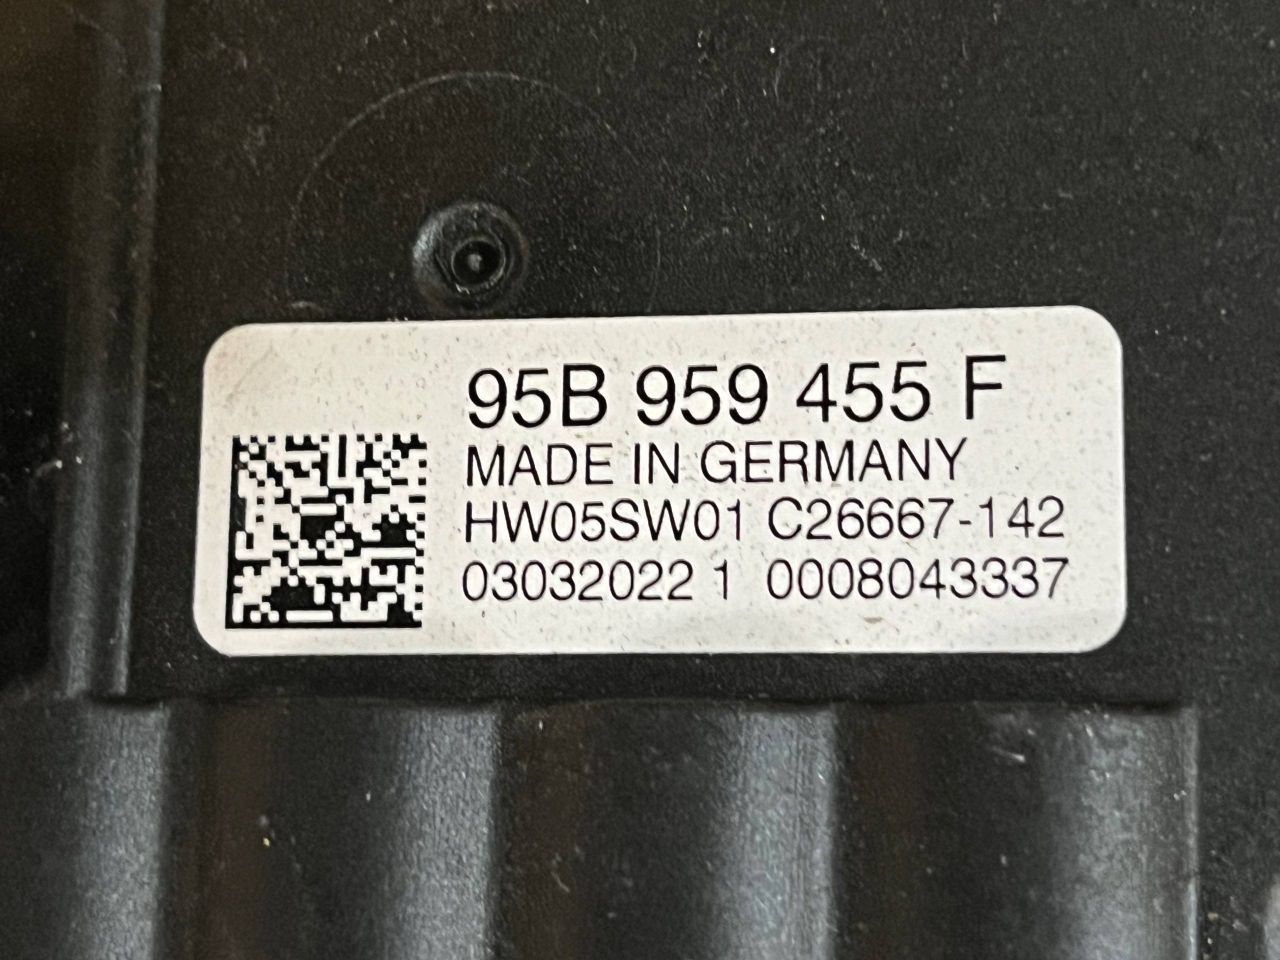 95B 959 455 F
MADE IN GERMANY
HW05SW01 C26667-142
03032022 1 0008043337